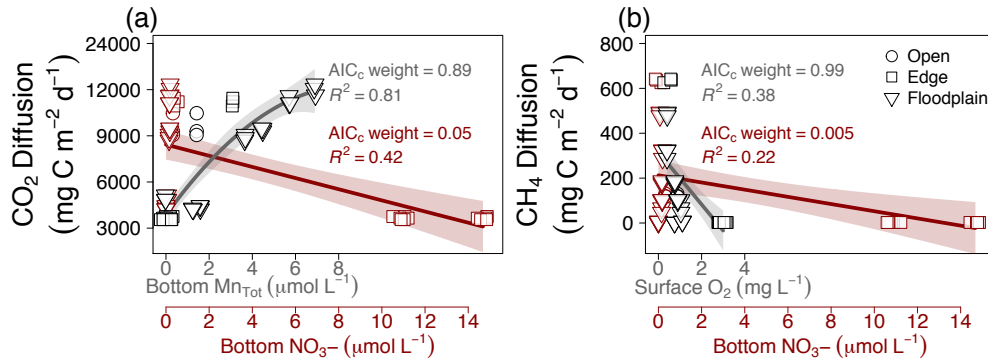 (a)
CO2 Diffusion
(mg C m−2 d−1)
24000
12000
9000
6000
3000
AICc weight = 0.89
R2 = 0.81
AICc weight = 0.05
R2 = 0.42
0 2 4 6 8
Bottom MnTot (μmol L−1)
0 2 4 6 8 10 12 14
Bottom NO3− (μmol L−1)
(b)
CH4 Diffusion
(mg C m−2 d−1)
800
600
400
200
0
AICc weight = 0.99
R2 = 0.38
AICc weight = 0.005
R2 = 0.22
Open
Edge
Floodplain
0 2 4
Surface O2 (mg L−1)
0 2 4 6 8 10 12 14
Bottom NO3− (μmol L−1)